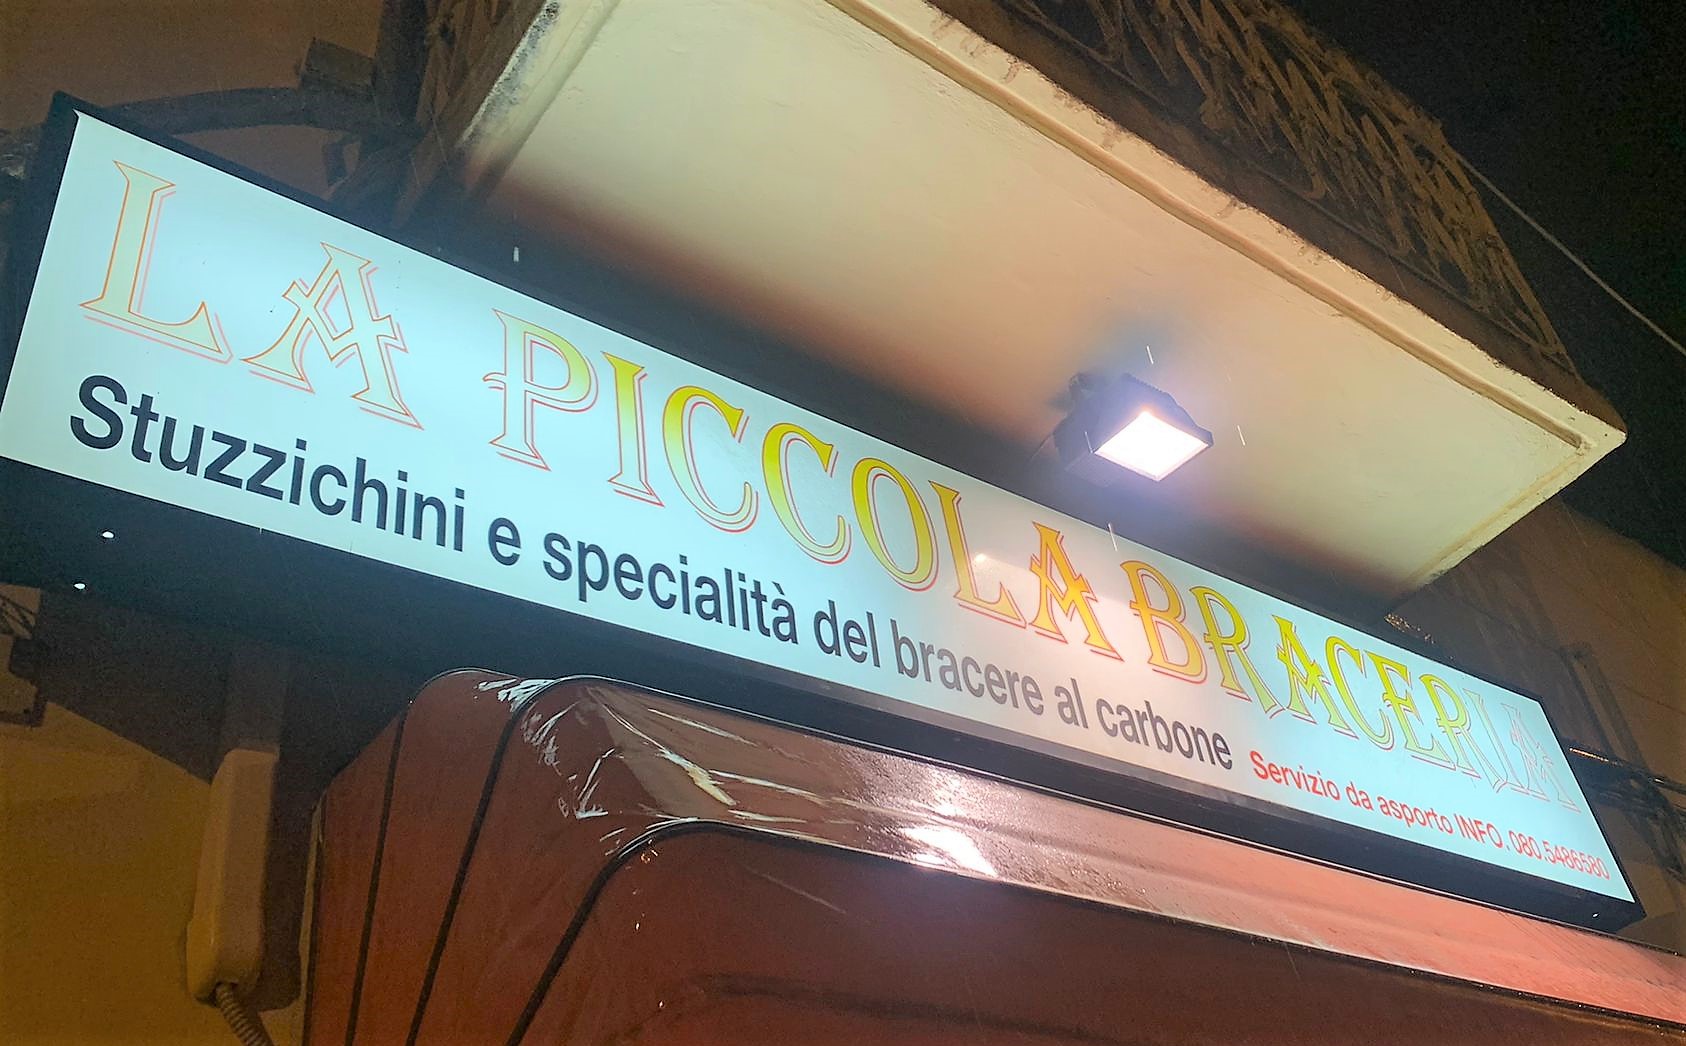 LA PICCOLA BRACERIA
Stuzzichini e specialità del bracere al carbone
Servizio da asporto INFO. 080.5486580